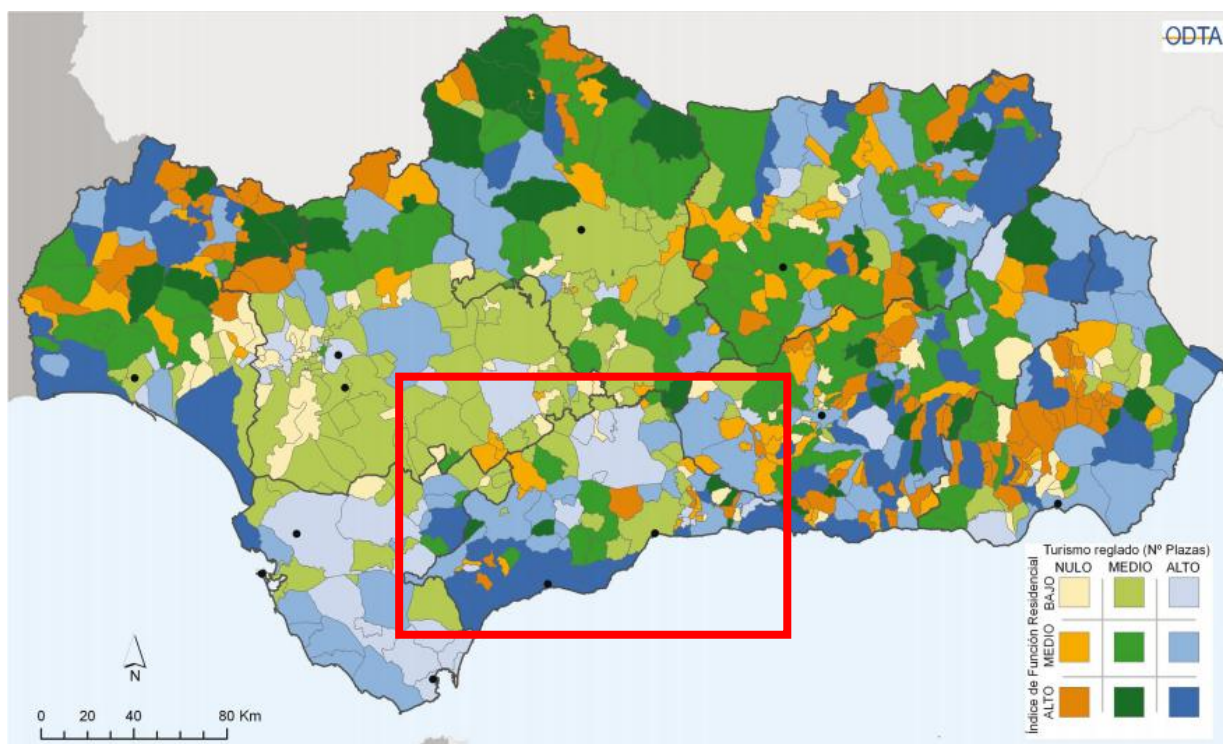 ODTA
Turismo reglado (Nº Plazas)
NULO MEDIO ALTO
Índice de Función Residencial
BAJO
MEDIO
ALTO
N
0 20 40 80 Km